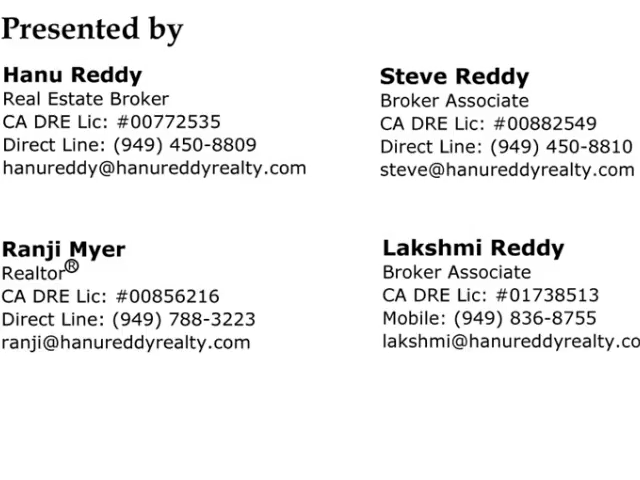 Presented by
Hanu Reddy
Real Estate Broker
CA DRE Lic: #00772535
Direct Line: (949) 450-8809
hanureddy@hanureddyrealty.com
Steve Reddy
Broker Associate
CA DRE Lic: #00882549
Direct Line: (949) 450-8810
steve@hanureddyrealty.com
Ranji Myer
Realtor®
CA DRE Lic: #00856216
Direct Line: (949) 788-3223
ranji@hanureddyrealty.com
Lakshmi Reddy
Broker Associate
CA DRE Lic: #01738513
Mobile: (949) 836-8755
lakshmi@hanureddyrealty.co